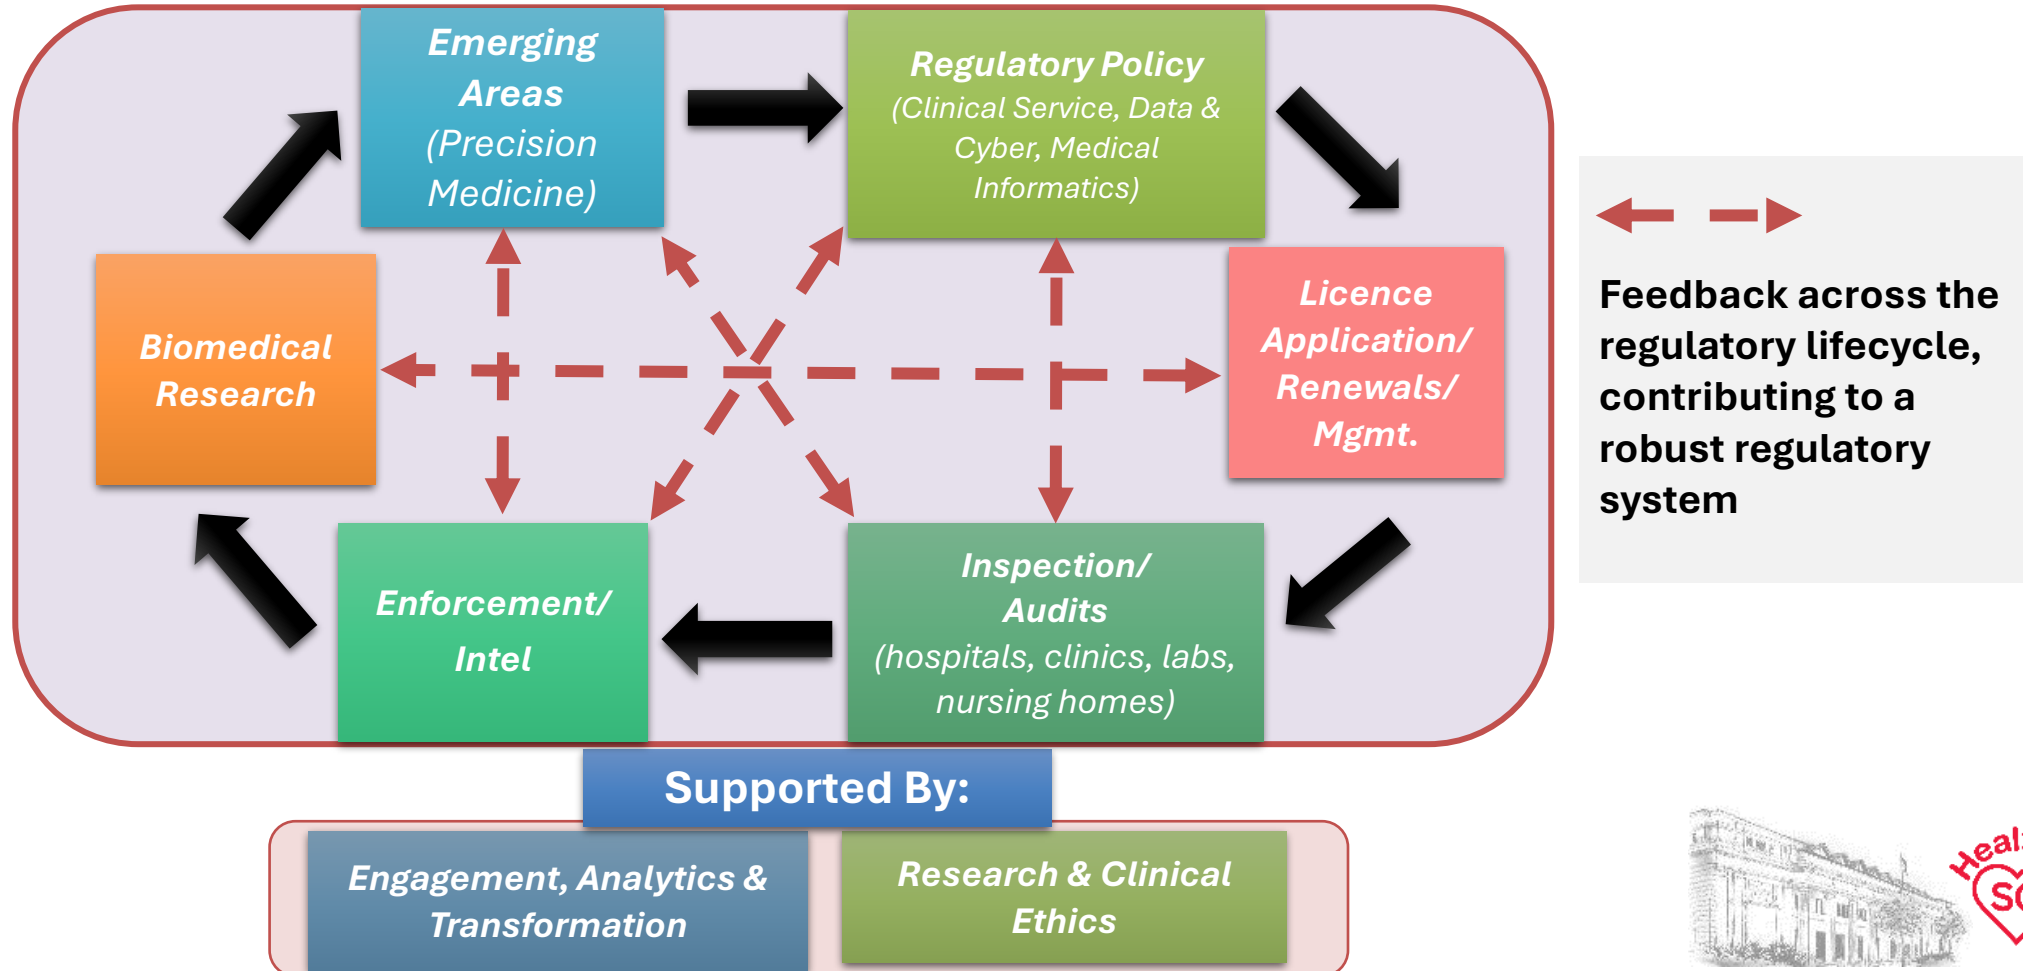 Emerging
Areas
(Precision
Medicine)
Regulatory Policy
(Clinical Service, Data &
Cyber, Medical
Informatics)
Licence
Application/
Renewals/
Mgmt.
Biomedical
Research
Feedback across the
regulatory lifecycle,
contributing to a
robust regulatory
system
Enforcement/
Intel
Inspection/
Audits
(hospitals, clinics, labs,
nursing homes)
Supported By:
Engagement, Analytics &
Transformation
Research & Clinical
Ethics